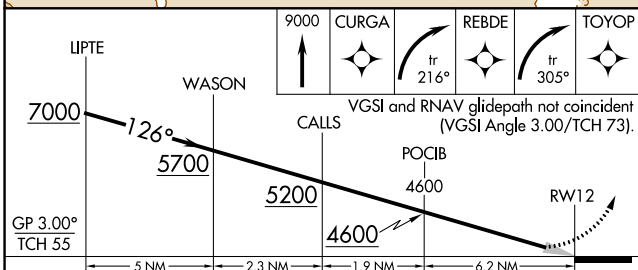 9000 CURGA tr 216° REBDE tr 305° TOYOP
VGSI and RNAV glidepath not coincident
(VGSI Angle 3.00/TCH 73).
LIPTE
WASON
CALLS
POCIB
RW12
7000
126°
5700
5200
4600
4600
GP 3.00°
TCH 55
5 NM
2.3 NM
1.9 NM
6.2 NM